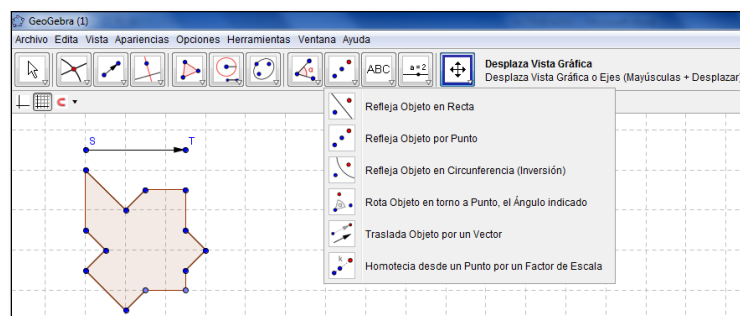 GeoGebra (1)
Archivo Edita Vista Apariencias Opciones Herramientas Ventana Ayuda
ABC
a = 2
Desplaza Vista Gráfica
Desplaza Vista Gráfica o Ejes (Mayúsculas + Desplazar)
Refleja Objeto en Recta
Refleja Objeto por Punto
Refleja Objeto en Circunferencia (Inversión)
Rota Objeto en torno a Punto, el Ángulo indicado
Traslada Objeto por un Vector
k
Homotecia desde un Punto por un Factor de Escala
S
T